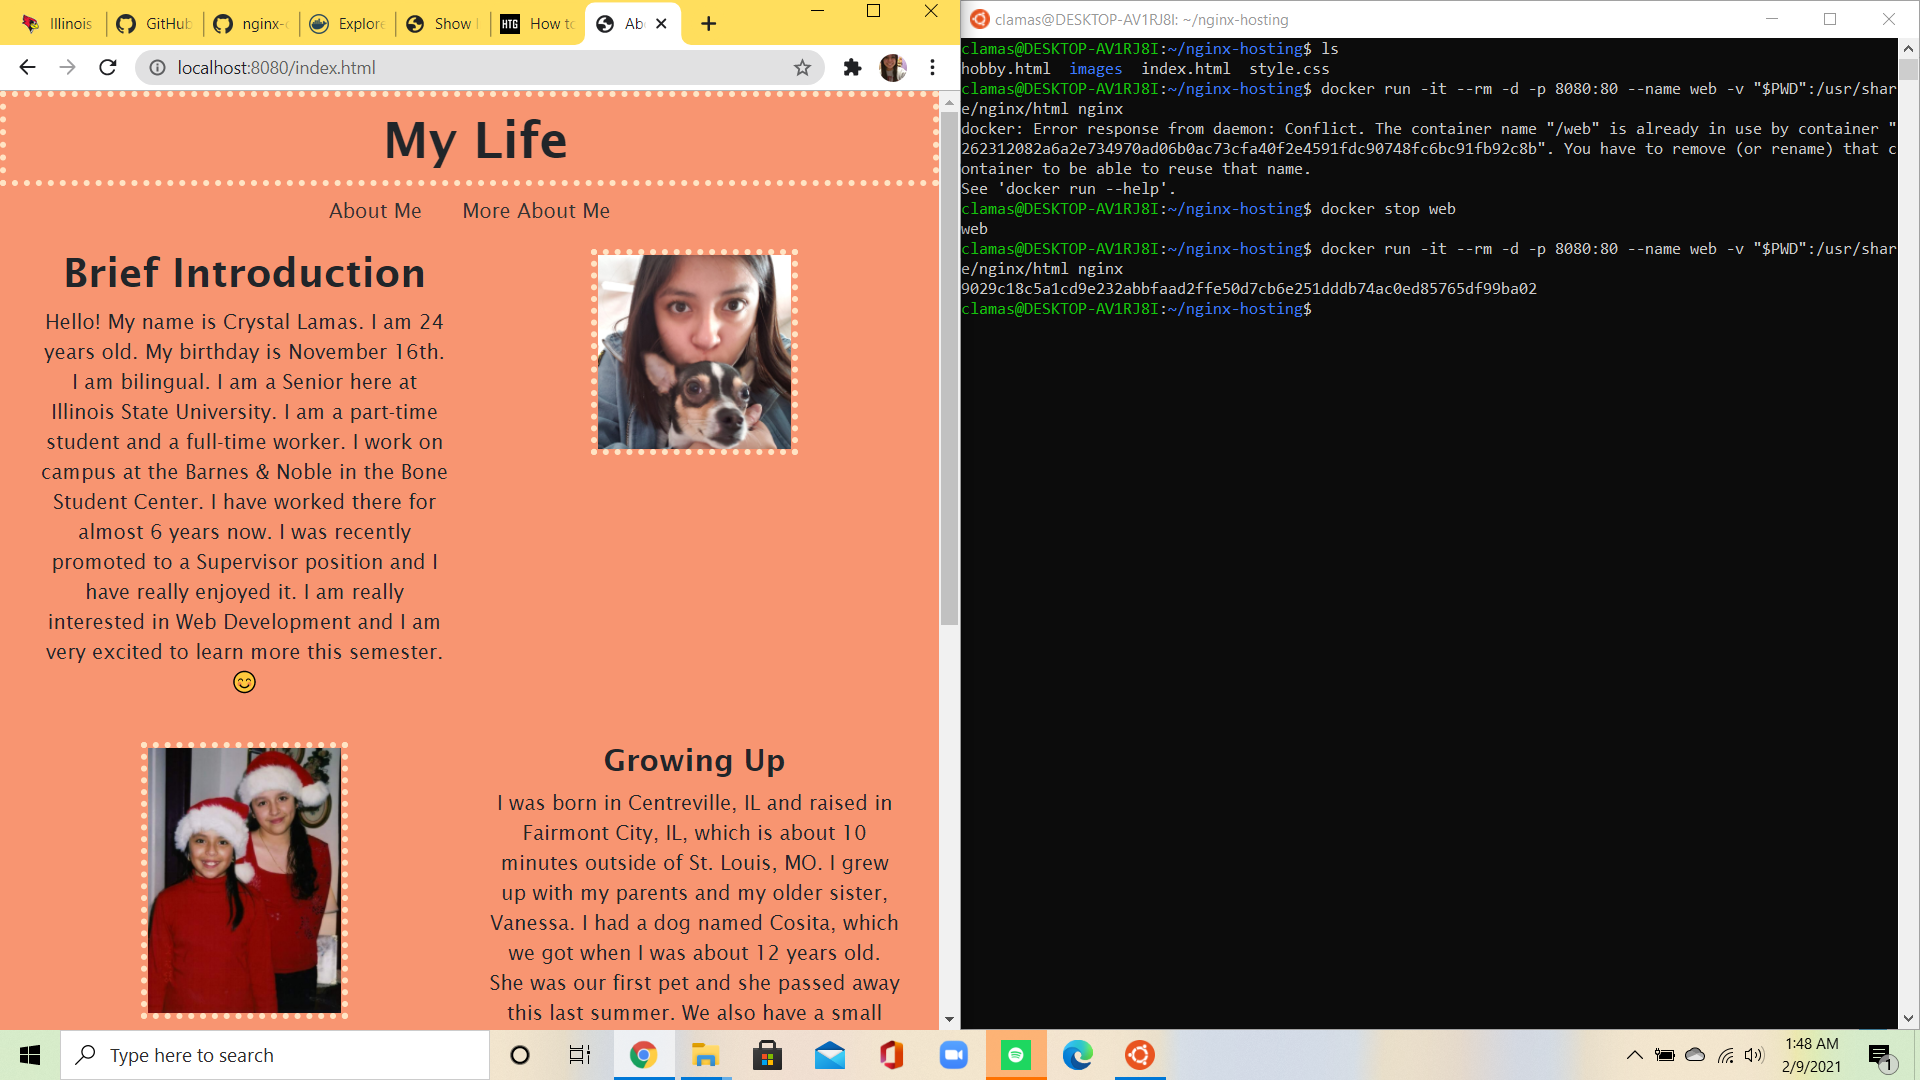 Illinois
GitHub
nginx-
Explore
Show
HTG
How to
Ab
localhost:8080/index.html
My Life
About Me
More About Me
Brief Introduction
Hello! My name is Crystal Lamas. I am 24
years old. My birthday is November 16th.
I am bilingual. I am a Senior here at
Illinois State University. I am a part-time
student and a full-time worker. I work on
campus at the Barnes & Noble in the Bone
Student Center. I have worked there for
almost 6 years now. I was recently
promoted to a Supervisor position and I
have really enjoyed it. I am really
interested in Web Development and I am
very excited to learn more this semester.
😊
Growing Up
I was born in Centreville, IL and raised in
Fairmont City, IL, which is about 10
minutes outside of St. Louis, MO. I grew
up with my parents and my older sister,
Vanessa. I had a dog named Cosita, which
we got when I was about 12 years old.
She was our first pet and she passed away
this last summer. We also have a small
clamas@DESKTOP-AV1RJ8I: ~/nginx-hosting
clamas@DESKTOP-AV1RJ8I:~/nginx-hosting$ ls
hobby.html  images  index.html  style.css
clamas@DESKTOP-AV1RJ8I:~/nginx-hosting$ docker run -it --rm -d -p 8080:80 --name web -v "$PWD":/usr/shar
e/nginx/html nginx
docker: Error response from daemon: Conflict. The container name "/web" is already in use by container "
262312082a6a2e734970ad06b0ac73cfa40f2e4591fdc90748fc6bc91fb92c8b". You have to remove (or rename) that c
ontainer to be able to reuse that name.
See 'docker run --help'.
clamas@DESKTOP-AV1RJ8I:~/nginx-hosting$ docker stop web
web
clamas@DESKTOP-AV1RJ8I:~/nginx-hosting$ docker run -it --rm -d -p 8080:80 --name web -v "$PWD":/usr/shar
e/nginx/html nginx
9029c18c5a1cd9e232abbfaad2ffe50d7cb6e251dddb74ac0ed85765df99ba02
clamas@DESKTOP-AV1RJ8I:~/nginx-hosting$
Type here to search
1:48 AM
2/9/2021
1